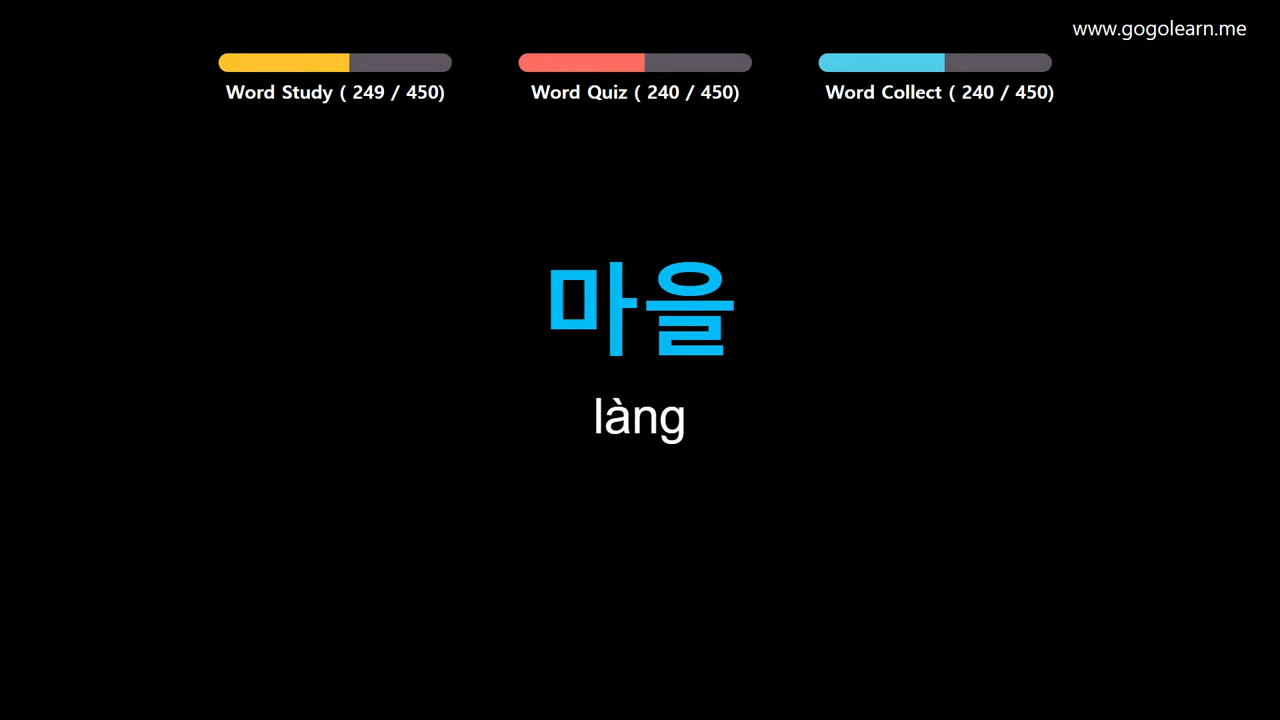 www.gogolearn.me
Word Study ( 249 / 450)
Word Quiz ( 240 / 450)
Word Collect ( 240 / 450)
마을
làng